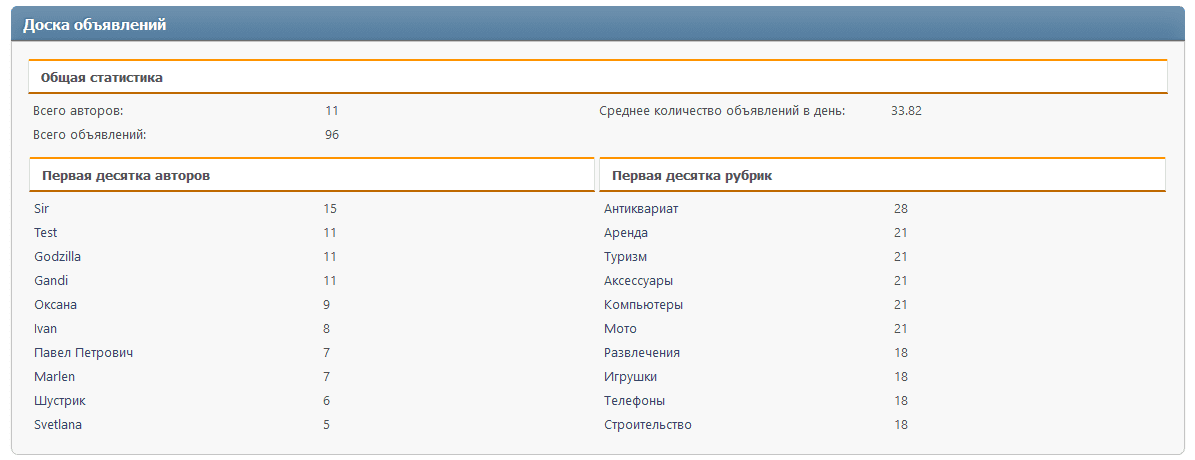 Доска объявлений
Общая статистика
Всего авторов: 11 Среднее количество объявлений в день: 33.82
Всего объявлений: 96
Первая десятка авторов Первая десятка рубрик
Sir 15 Антиквариат 28
Test 11 Аренда 21
Godzilla 11 Туризм 21
Gandi 11 Аксессуары 21
Оксана 9 Компьютеры 21
Ivan 8 Мото 21
Павел Петрович 7 Развлечения 18
Marlen 7 Игрушки 18
Шустрик 6 Телефоны 18
Svetlana 5 Строительство 18